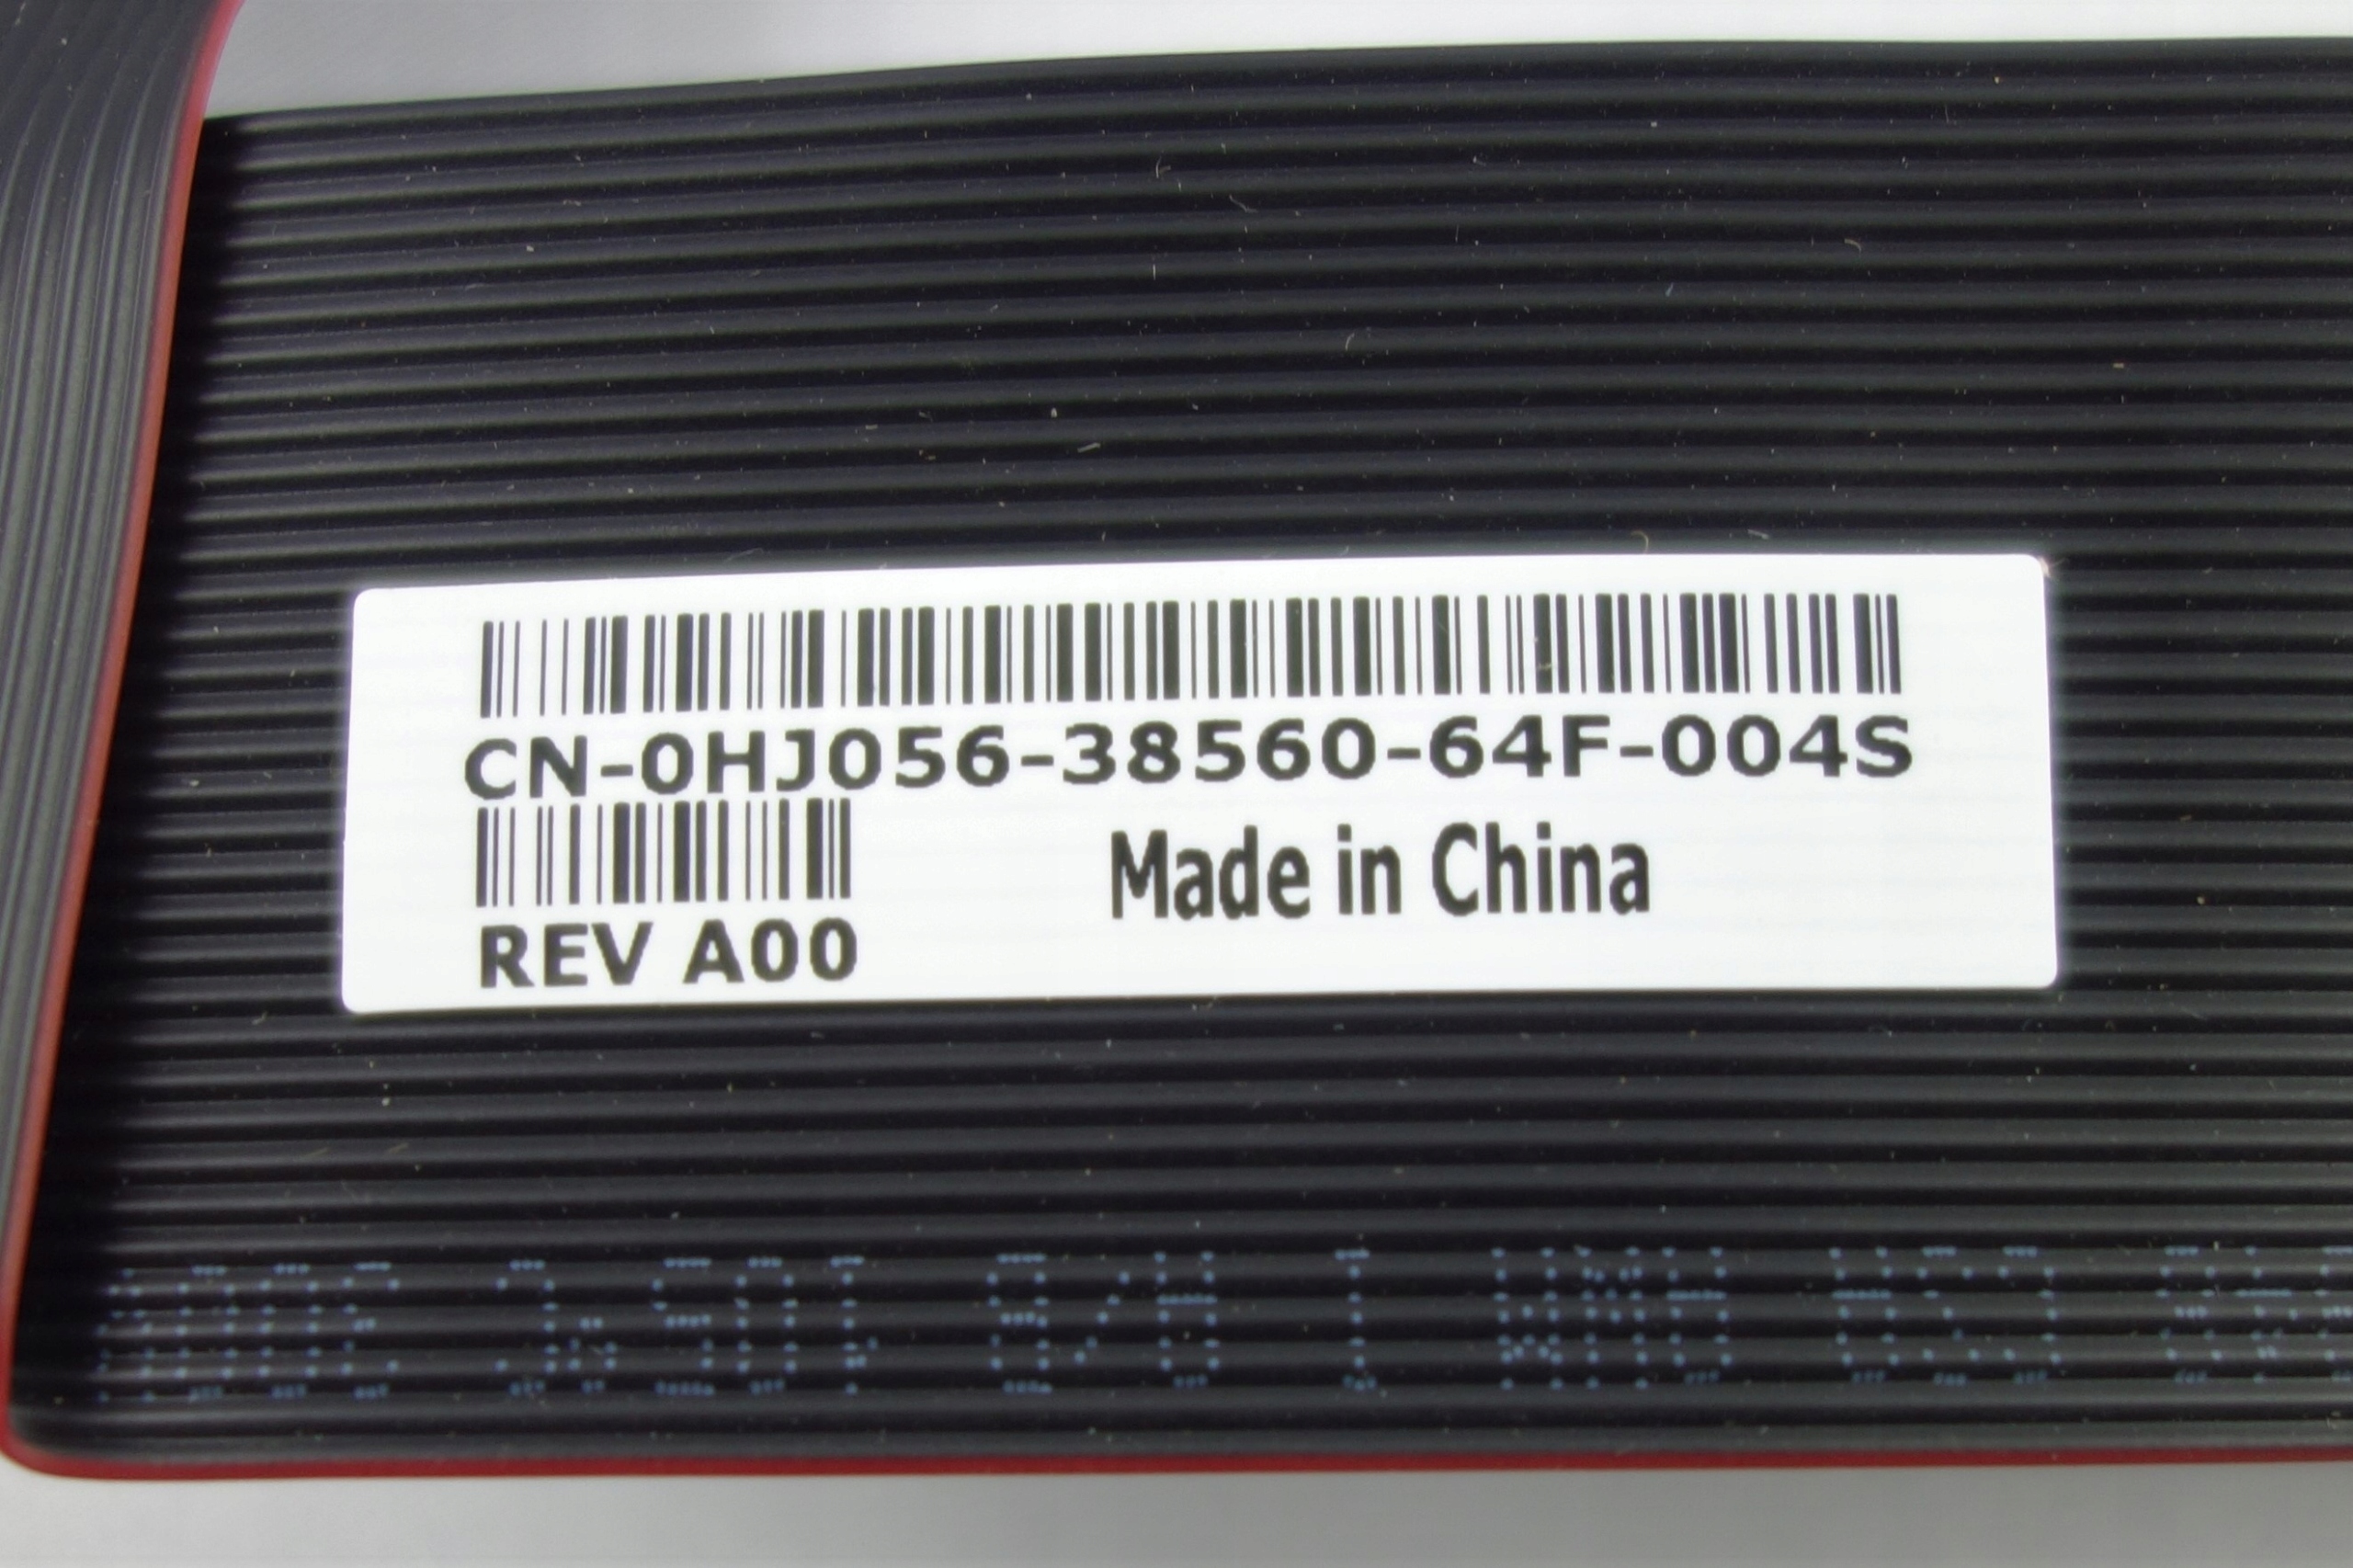 CN-0HJ056-38560-64F-004S
REV A00
Made in China